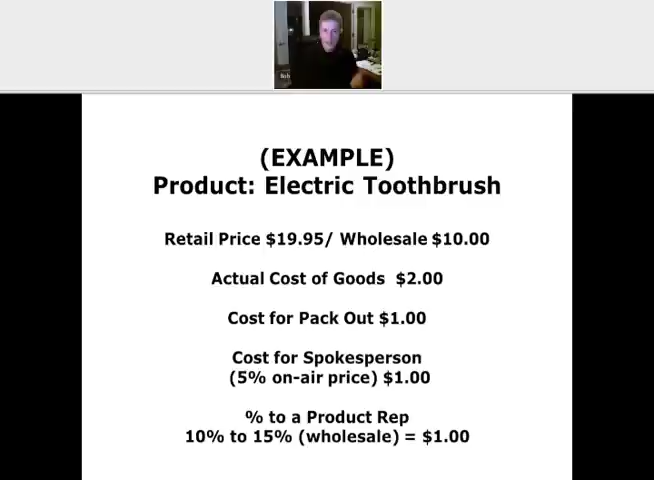 (EXAMPLE)
Product: Electric Toothbrush
Retail Price $19.95/ Wholesale $10.00
Actual Cost of Goods  $2.00
Cost for Pack Out $1.00
Cost for Spokesperson
(5% on-air price) $1.00
% to a Product Rep
10% to 15% (wholesale) = $1.00